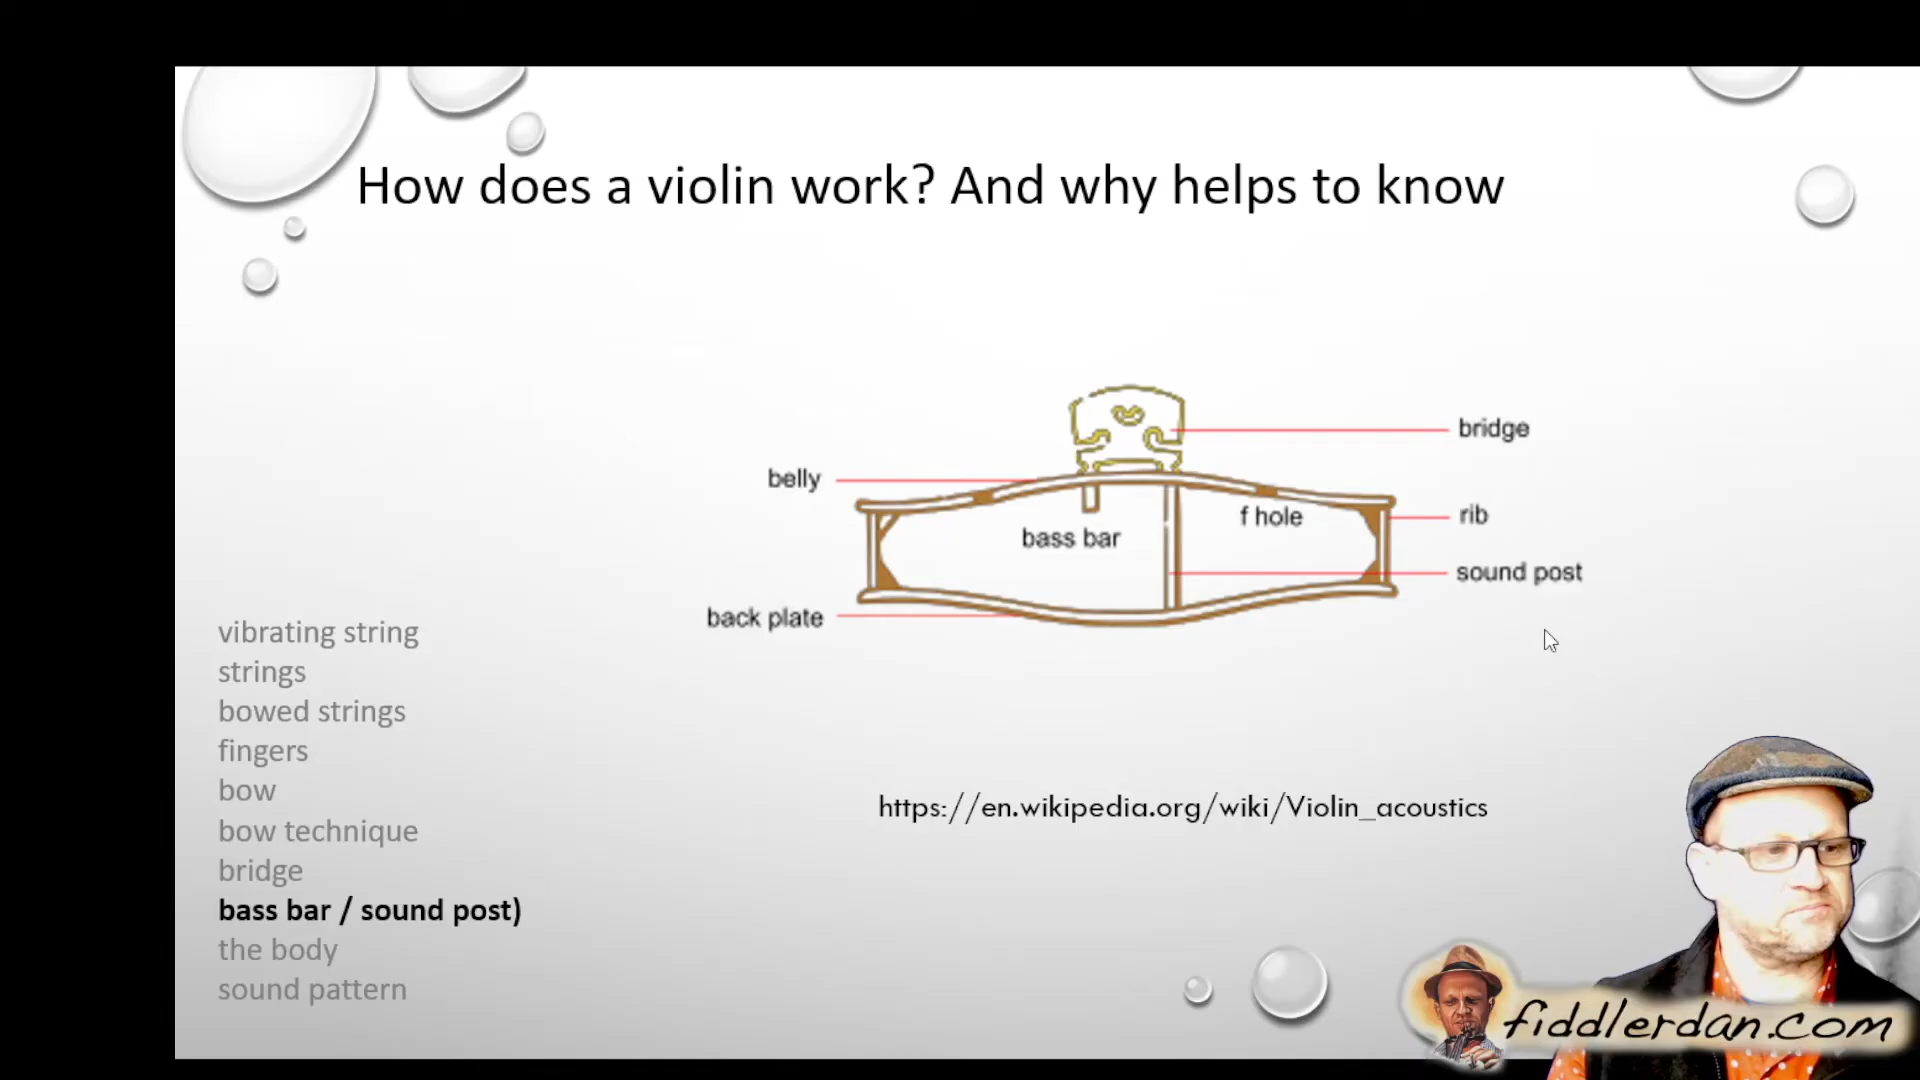 How does a violin work? And why helps to know
bridge
belly
rib
f hole
bass bar
sound post
back plate
vibrating string
strings
bowed strings
fingers
bow
bow technique
bridge
bass bar / sound post)
the body
sound pattern
https://en.wikipedia.org/wiki/Violin_acoustics
fiddlerdan.com